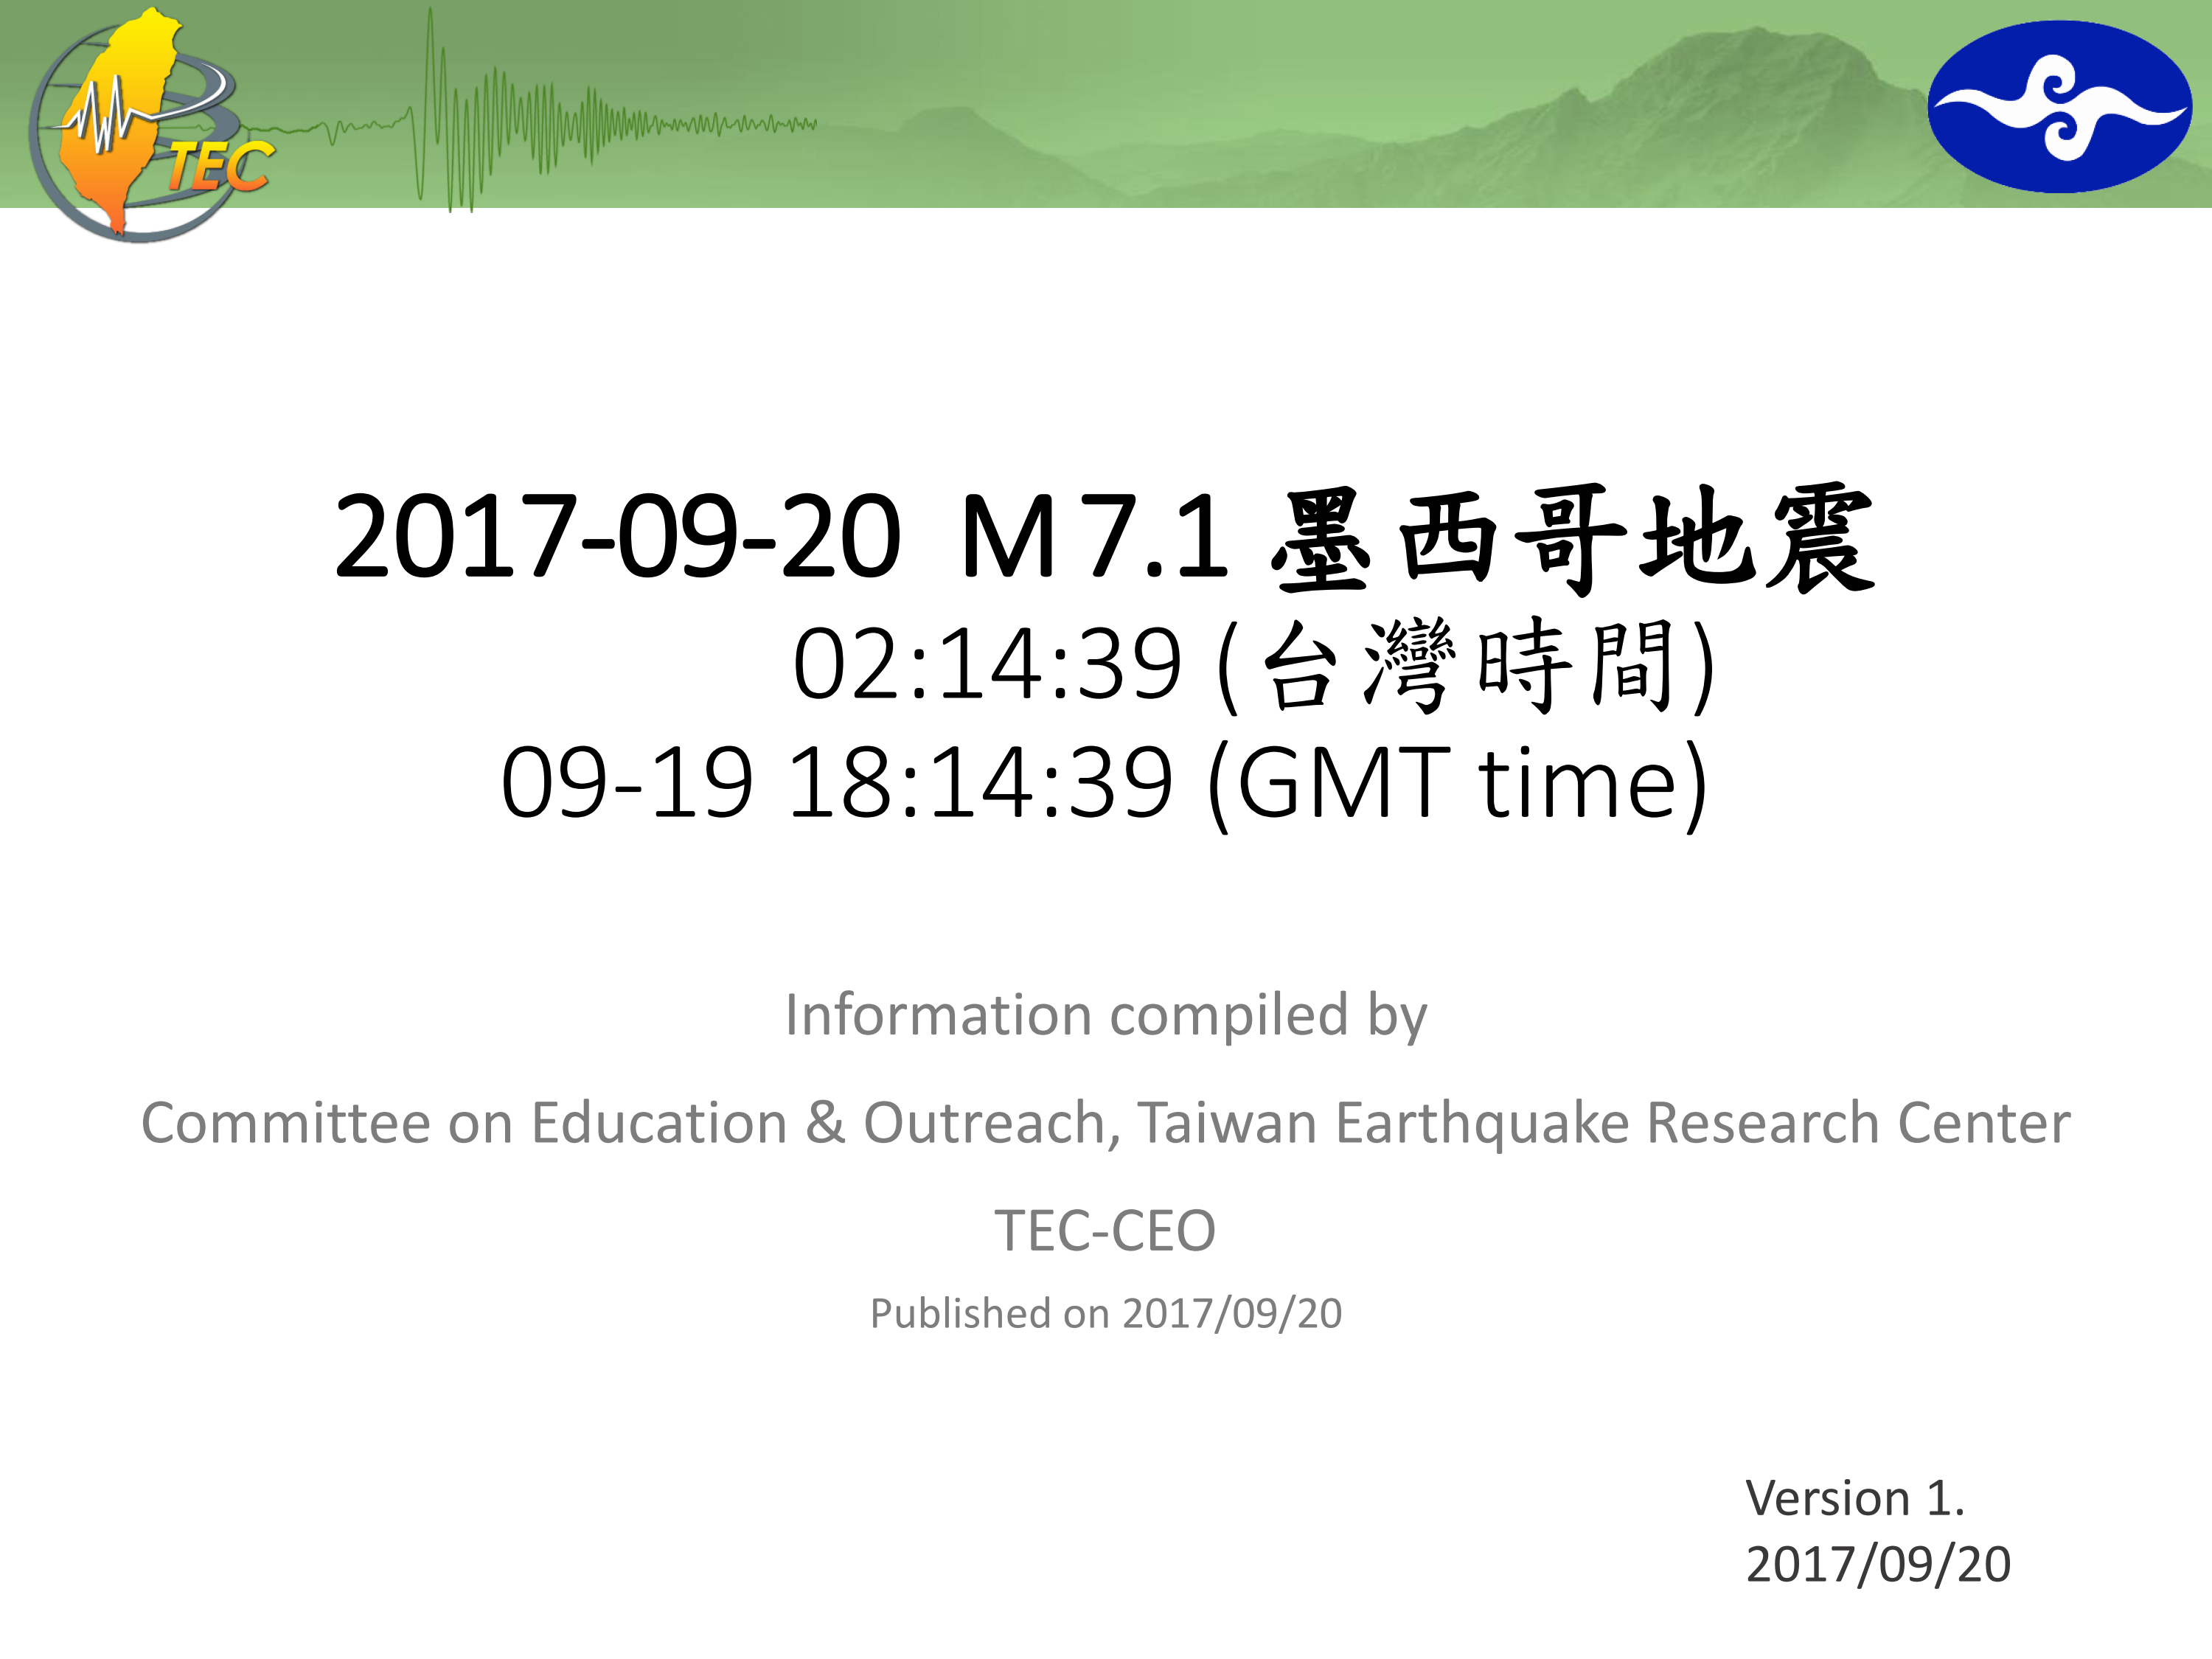 TEC
2017-09-20 M 7.1 墨西哥地震
02:14:39 (台灣時間)
09-19 18:14:39 (GMT time)
Information compiled by
Committee on Education & Outreach, Taiwan Earthquake Research Center
TEC-CEO
Published on 2017/09/20
Version 1.
2017/09/20